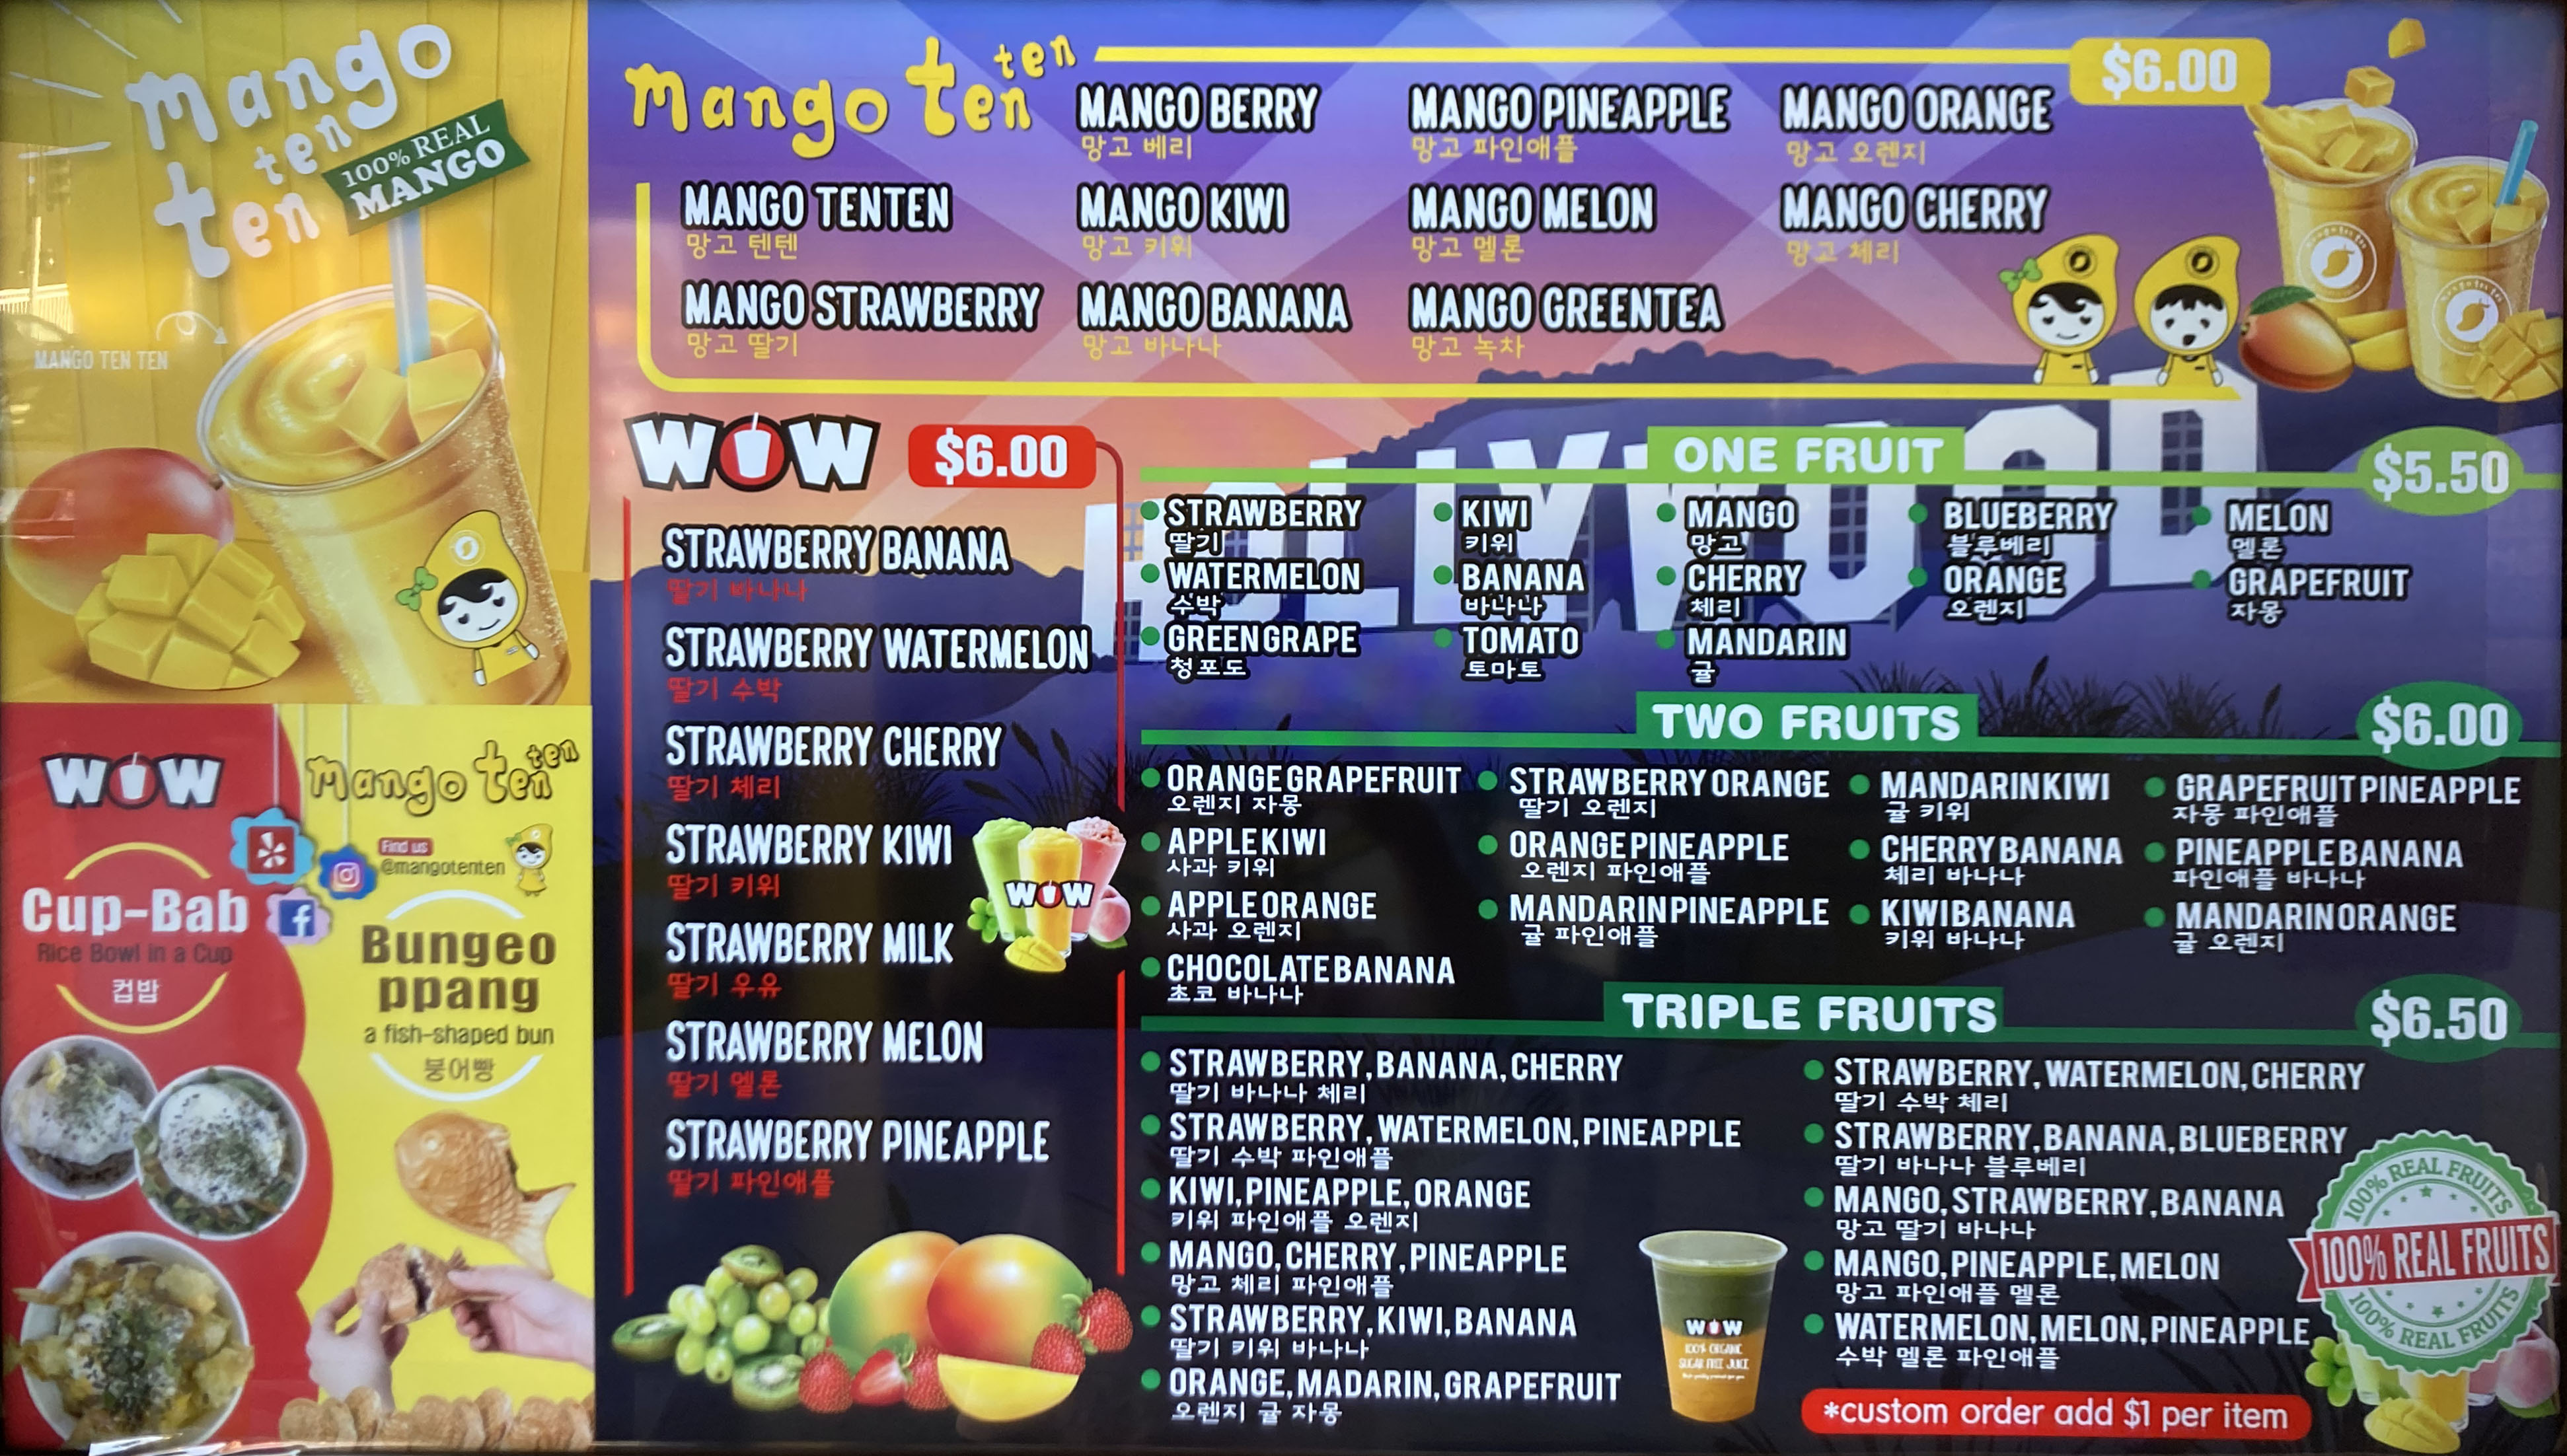 mango
ten
ten
100% REAL
MANGO
MANGO TEN TEN
WOW
Cup-Bab
Rice Bowl in a Cup
컵밥
mango ten
ten
Find us
@mangotenten
Bungeo
ppang
a fish-shaped bun
붕어빵
mango ten
ten
$6.00
MANGO BERRY
망고 베리
MANGO PINEAPPLE
망고 파인애플
MANGO ORANGE
망고 오렌지
MANGO TENTEN
망고 텐텐
MANGO KIWI
망고 키위
MANGO MELON
망고 멜론
MANGO CHERRY
망고 체리
MANGO STRAWBERRY
망고 딸기
MANGO BANANA
망고 바나나
MANGO GREENTEA
망고 녹차
WOW
$6.00
STRAWBERRY BANANA
딸기 바나나
STRAWBERRY WATERMELON
딸기 수박
STRAWBERRY CHERRY
딸기 체리
STRAWBERRY KIWI
딸기 키위
STRAWBERRY MILK
딸기 우유
STRAWBERRY MELON
딸기 멜론
STRAWBERRY PINEAPPLE
딸기 파인애플
WOW
ONE FRUIT
$5.50
STRAWBERRY
딸기
KIWI
키위
MANGO
망고
BLUEBERRY
블루베리
MELON
멜론
WATERMELON
수박
BANANA
바나나
CHERRY
체리
ORANGE
오렌지
GRAPEFRUIT
자몽
GREEN GRAPE
청포도
TOMATO
토마토
MANDARIN
귤
TWO FRUITS
$6.00
ORANGE GRAPEFRUIT
오렌지 자몽
STRAWBERRY ORANGE
딸기 오렌지
MANDARIN KIWI
귤 키위
GRAPEFRUIT PINEAPPLE
자몽 파인애플
APPLE KIWI
사과 키위
ORANGE PINEAPPLE
오렌지 파인애플
CHERRY BANANA
체리 바나나
PINEAPPLE BANANA
파인애플 바나나
APPLE ORANGE
사과 오렌지
MANDARIN PINEAPPLE
귤 파인애플
KIWI BANANA
키위 바나나
MANDARIN ORANGE
귤 오렌지
CHOCOLATE BANANA
초코 바나나
TRIPLE FRUITS
$6.50
STRAWBERRY, BANANA, CHERRY
딸기 바나나 체리
STRAWBERRY, WATERMELON, PINEAPPLE
딸기 수박 파인애플
KIWI, PINEAPPLE, ORANGE
키위 파인애플 오렌지
MANGO, CHERRY, PINEAPPLE
망고 체리 파인애플
STRAWBERRY, KIWI, BANANA
딸기 키위 바나나
ORANGE, MADARIN, GRAPEFRUIT
오렌지 귤 자몽
STRAWBERRY, WATERMELON, CHERRY
딸기 수박 체리
STRAWBERRY, BANANA, BLUEBERRY
딸기 바나나 블루베리
MANGO, STRAWBERRY, BANANA
망고 딸기 바나나
MANGO, PINEAPPLE, MELON
망고 파인애플 멜론
WATERMELON, MELON, PINEAPPLE
수박 멜론 파인애플
WOW
100% ORGANIC
SUGAR FREE JUICE
100% REAL FRUITS
100% REAL FRUITS
100% REAL FRUITS
*custom order add $1 per item